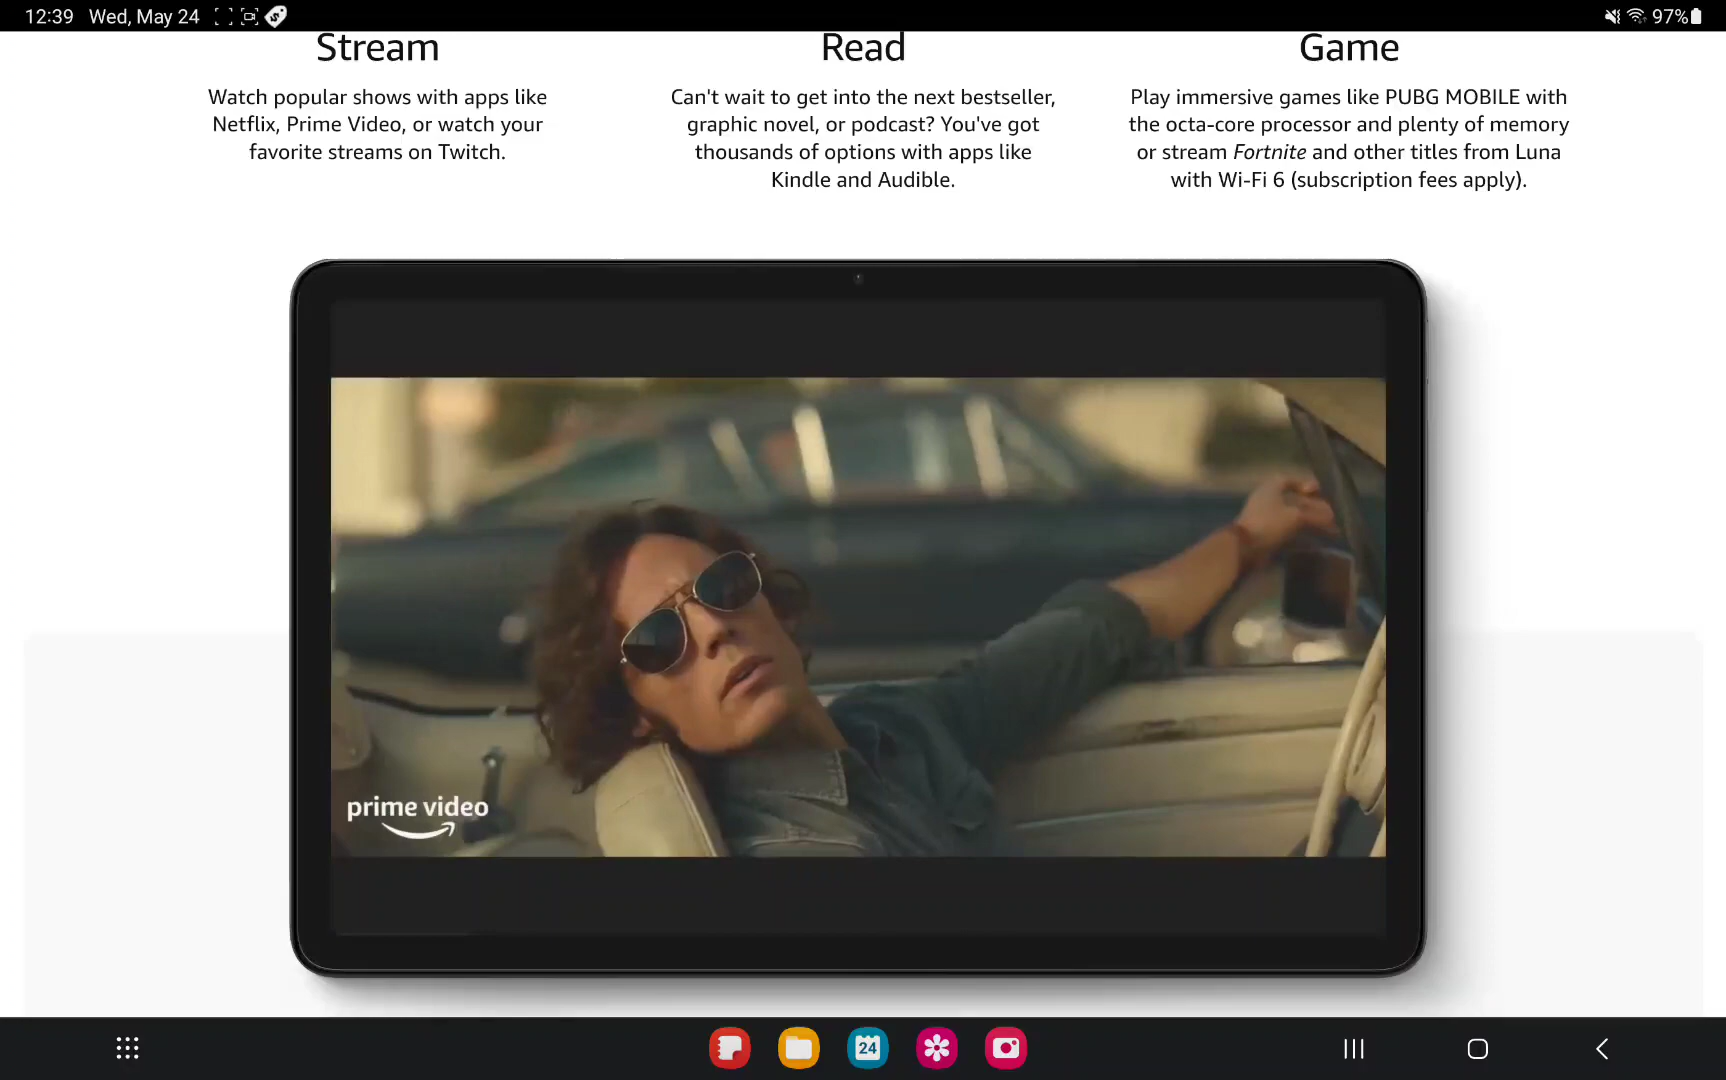 12:39 Wed, May 24
97%
Stream
Watch popular shows with apps like
Netflix, Prime Video, or watch your
favorite streams on Twitch.
Read
Can't wait to get into the next bestseller,
graphic novel, or podcast? You've got
thousands of options with apps like
Kindle and Audible.
Game
Play immersive games like PUBG MOBILE with
the octa-core processor and plenty of memory
or stream Fortnite and other titles from Luna
with Wi-Fi 6 (subscription fees apply).
prime video
24